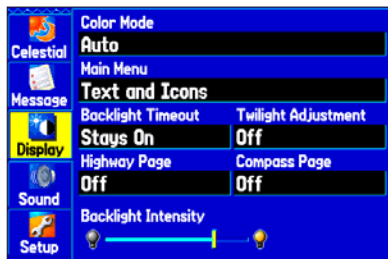 Celestial
Message
Display
Sound
Setup
Color Mode
Auto
Main Menu
Text and Icons
Backlight Timeout
Twilight Adjustment
Stays On
Off
Highway Page
Compass Page
Off
Off
Backlight Intensity